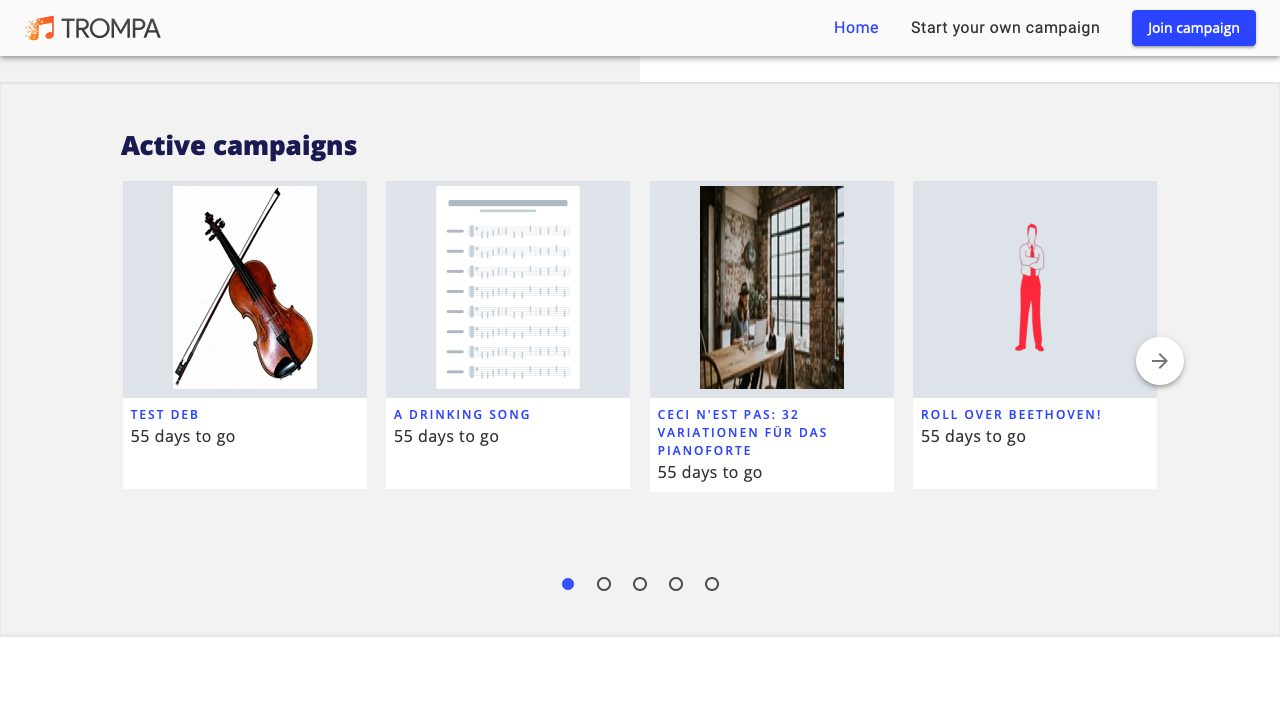 TROMPA
Home
Start your own campaign
Join campaign
Active campaigns
TEST DEB
55 days to go
A DRINKING SONG
55 days to go
CECI N'EST PAS: 32
VARIATIONEN FÜR DAS
PIANOFORTE
55 days to go
ROLL OVER BEETHOVEN!
55 days to go